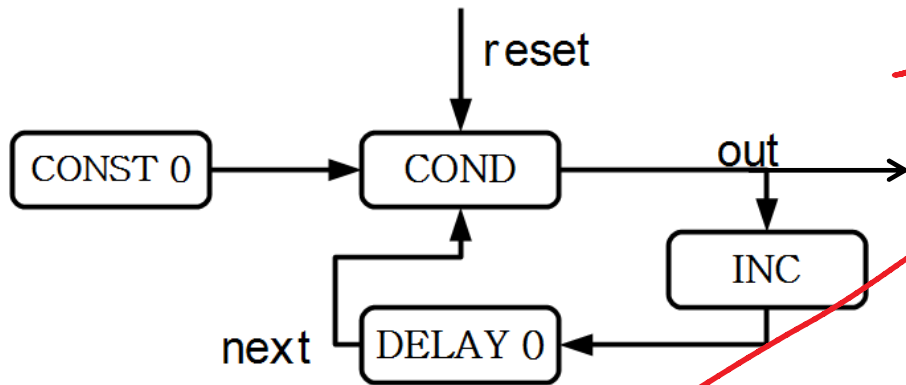 reset
CONST 0
COND
out
INC
next
DELAY 0